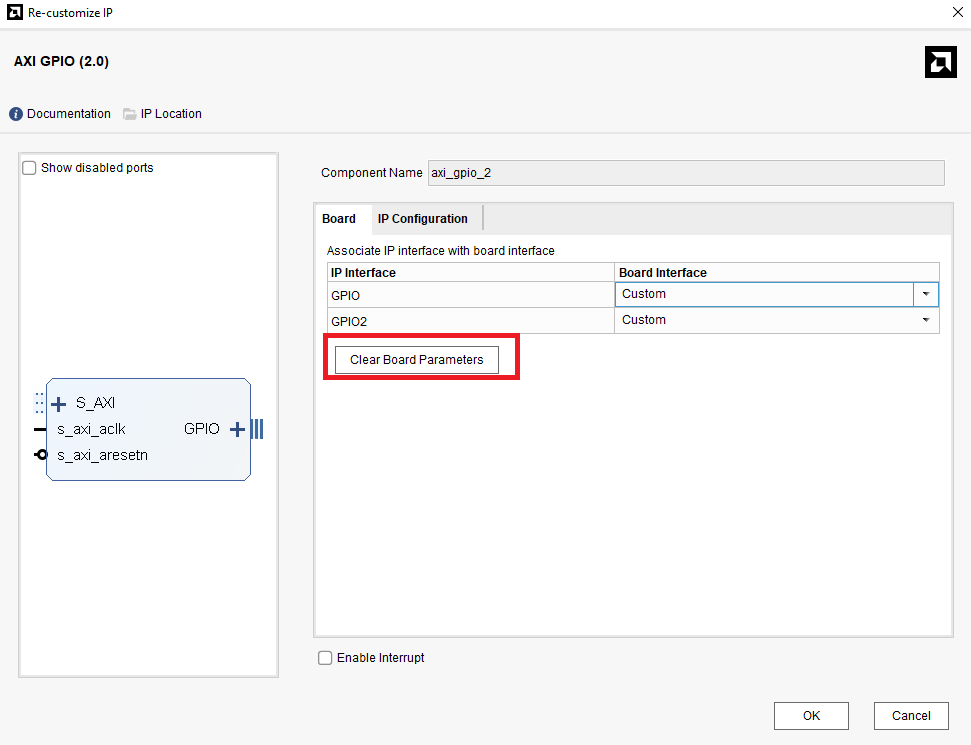 Re-customize IP
AXI GPIO (2.0)
i Documentation IP Location
Show disabled ports
S_AXI
s_axi_aclk GPIO
s_axi_aresetn
Component Name axi_gpio_2
Board IP Configuration
Associate IP interface with board interface
IP Interface Board Interface
GPIO Custom
GPIO2 Custom
Clear Board Parameters
Enable Interrupt
OK Cancel